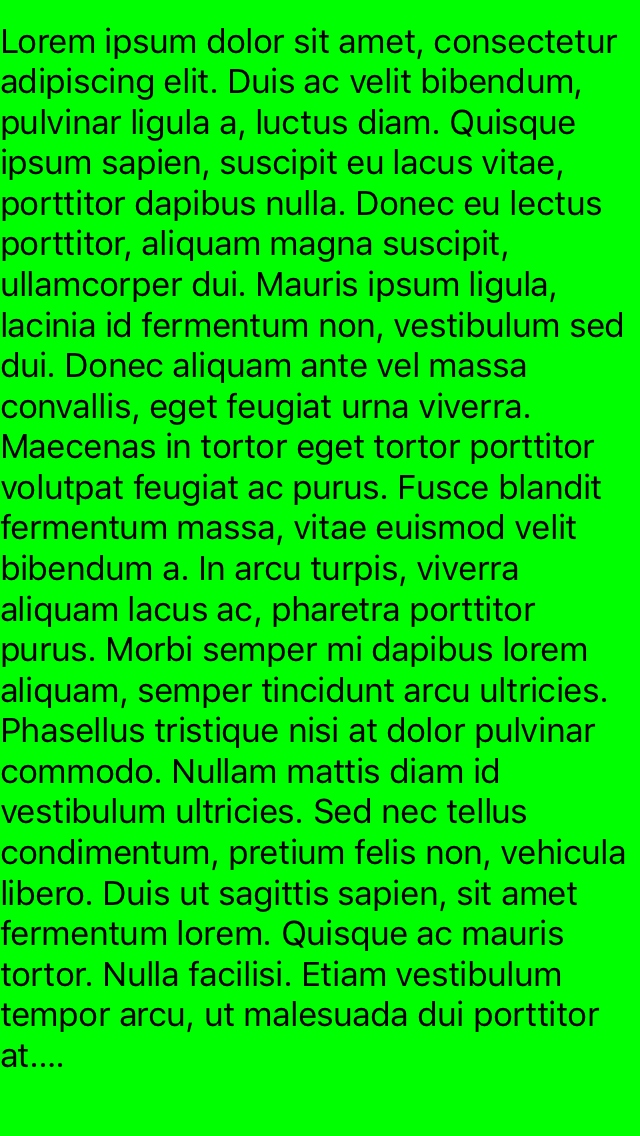 Lorem ipsum dolor sit amet, consectetur
adipiscing elit. Duis ac velit bibendum,
pulvinar ligula a, luctus diam. Quisque
ipsum sapien, suscipit eu lacus vitae,
porttitor dapibus nulla. Donec eu lectus
porttitor, aliquam magna suscipit,
ullamcorper dui. Mauris ipsum ligula,
lacinia id fermentum non, vestibulum sed
dui. Donec aliquam ante vel massa
convallis, eget feugiat urna viverra.
Maecenas in tortor eget tortor porttitor
volutpat feugiat ac purus. Fusce blandit
fermentum massa, vitae euismod velit
bibendum a. In arcu turpis, viverra
aliquam lacus ac, pharetra porttitor
purus. Morbi semper mi dapibus lorem
aliquam, semper tincidunt arcu ultricies.
Phasellus tristique nisi at dolor pulvinar
commodo. Nullam mattis diam id
vestibulum ultricies. Sed nec tellus
condimentum, pretium felis non, vehicula
libero. Duis ut sagittis sapien, sit amet
fermentum lorem. Quisque ac mauris
tortor. Nulla facilisi. Etiam vestibulum
tempor arcu, ut malesuada dui porttitor
at....